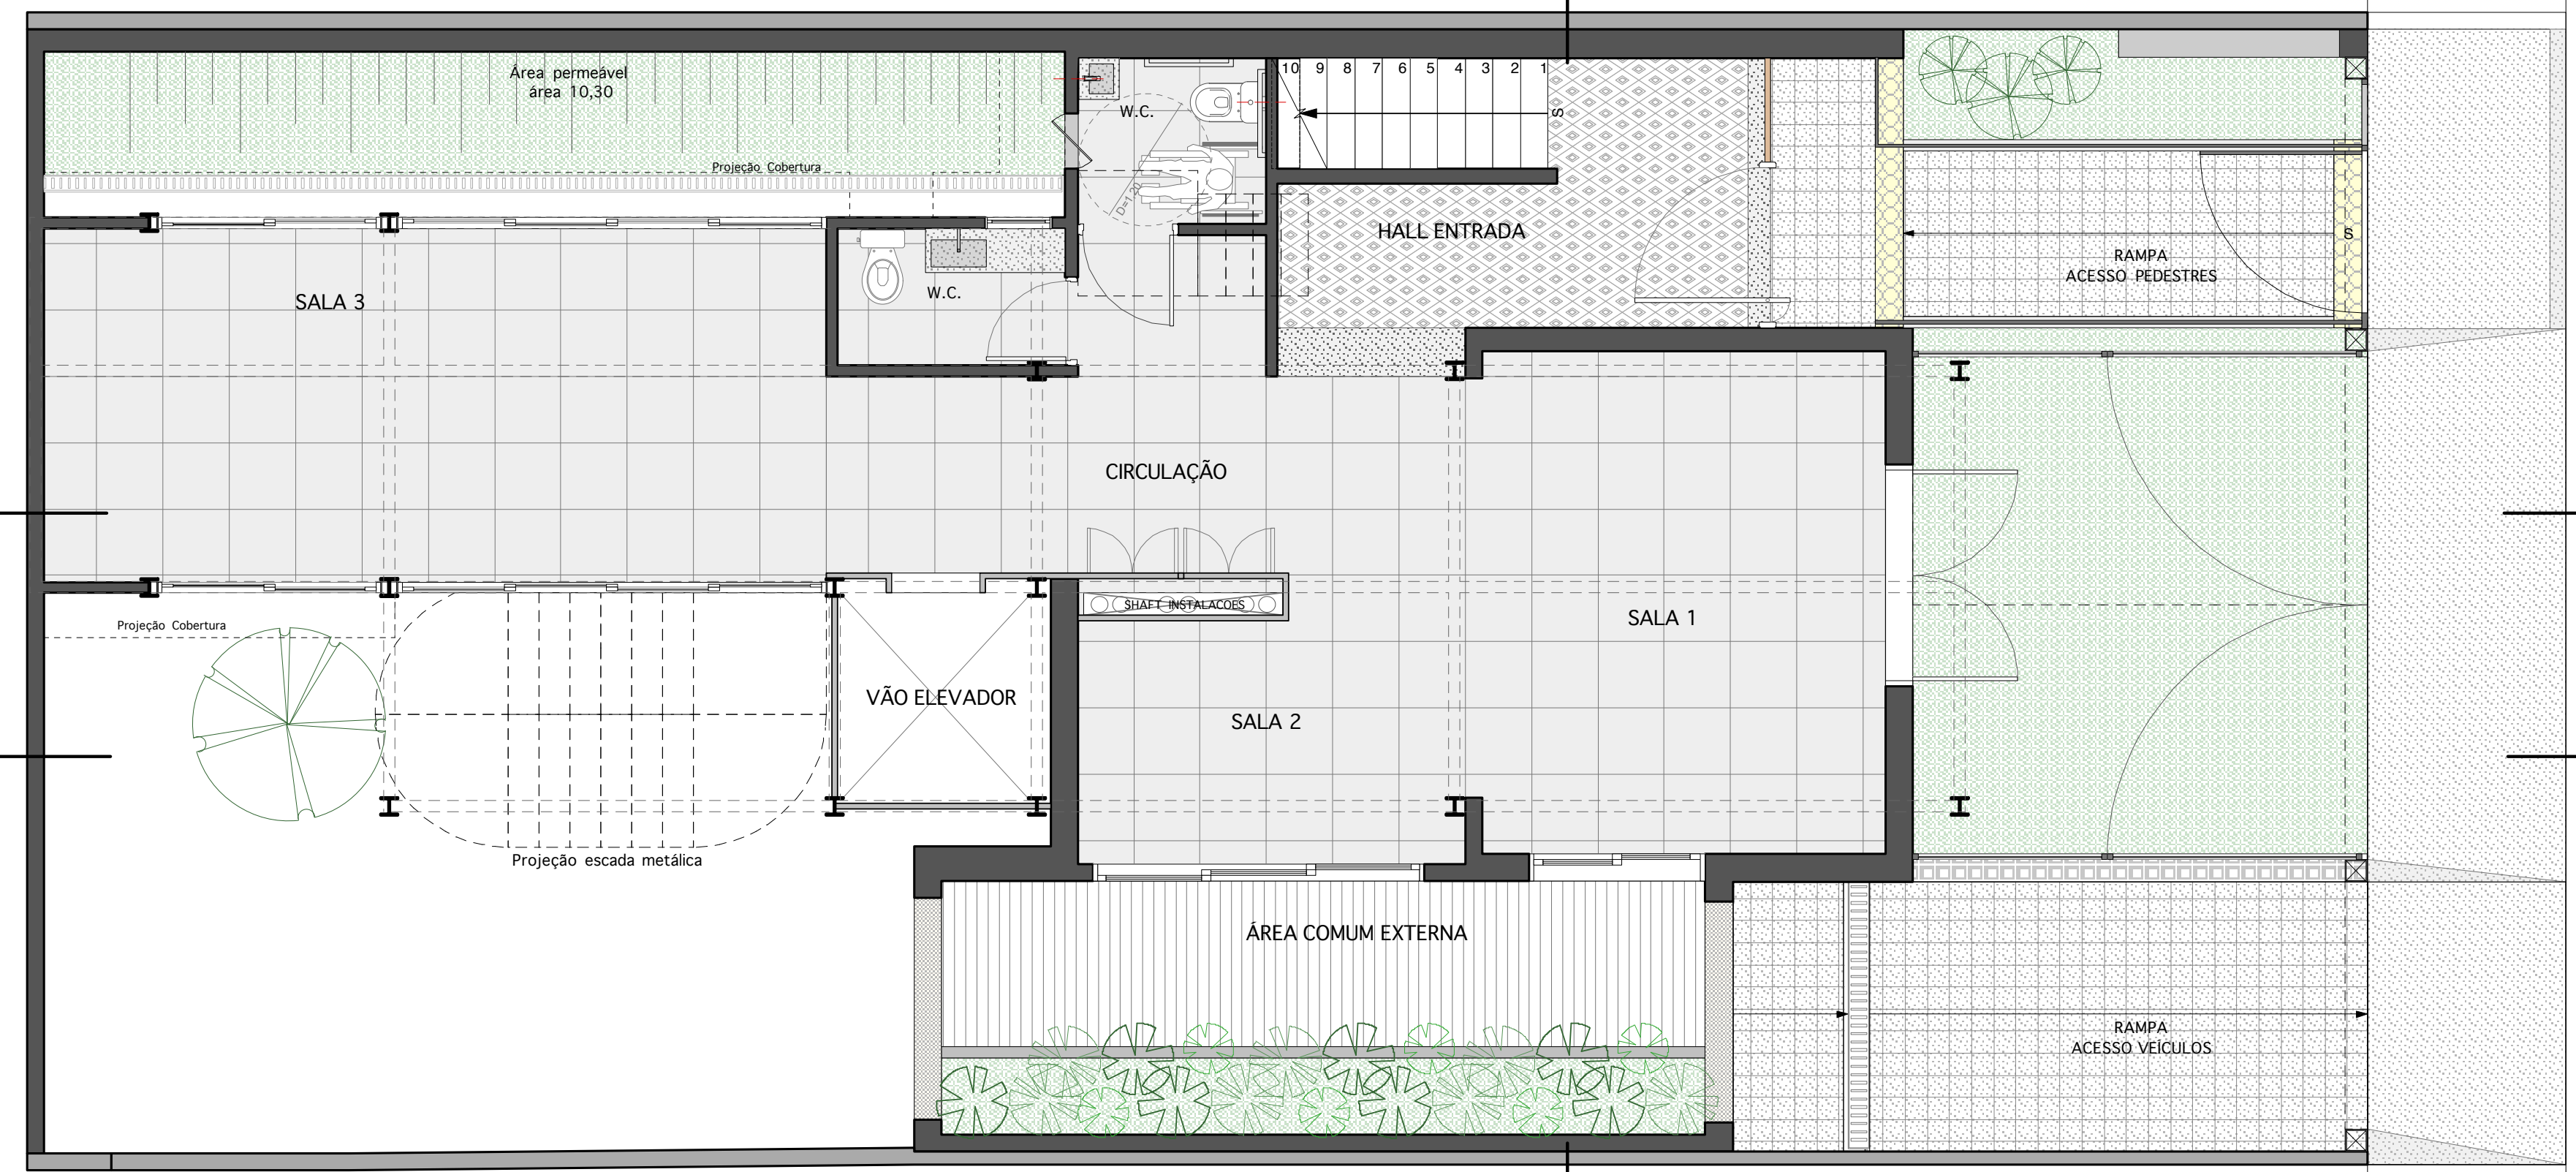 Área permeável
área 10,30
Projeção Cobertura
W.C.
D=1.20
10 9 8 7 6 5 4 3 2 1
S
HALL ENTRADA
S
RAMPA
ACESSO PEDESTRES
SALA 3
W.C.
CIRCULAÇÃO
SHAFT INSTALACOES
SALA 1
Projeção Cobertura
VÃO ELEVADOR
SALA 2
Projeção escada metálica
ÁREA COMUM EXTERNA
RAMPA
ACESSO VEÍCULOS